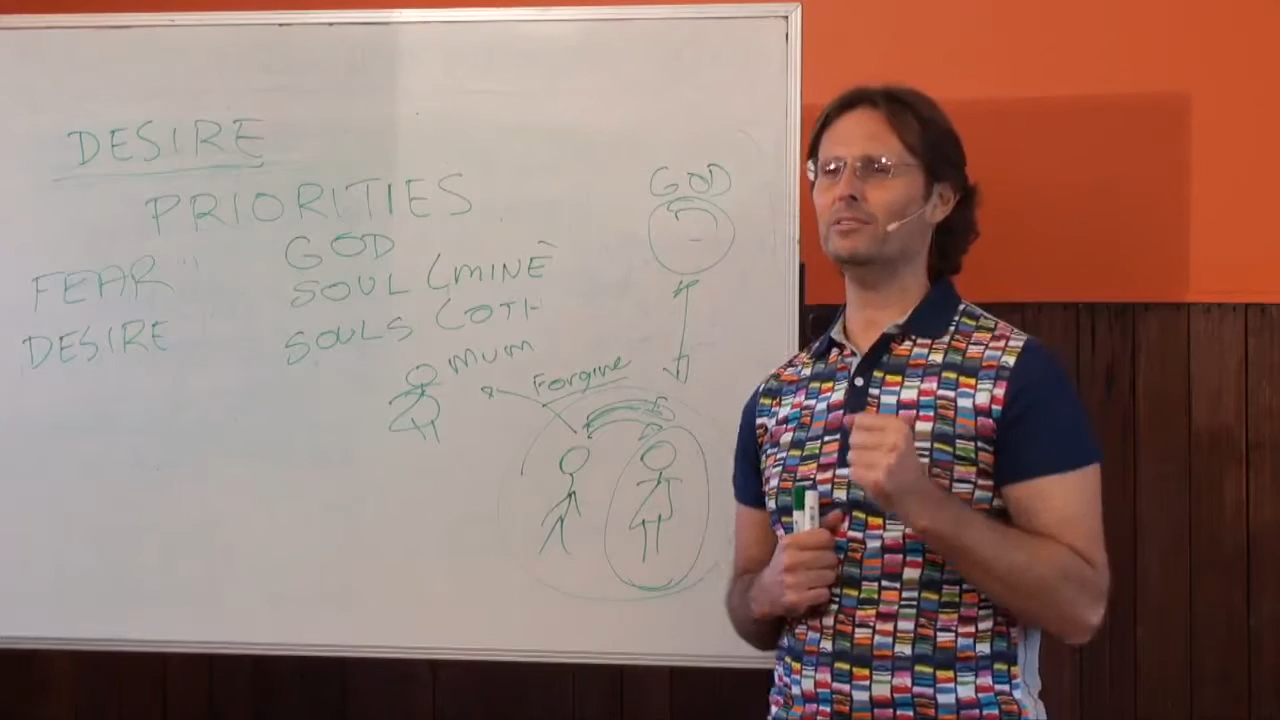 DESIRE
PRIORITIES
GOD
GOD
FEAR
SOUL (MINE
DESIRE
SOULS (OTH
MUM
Forgive